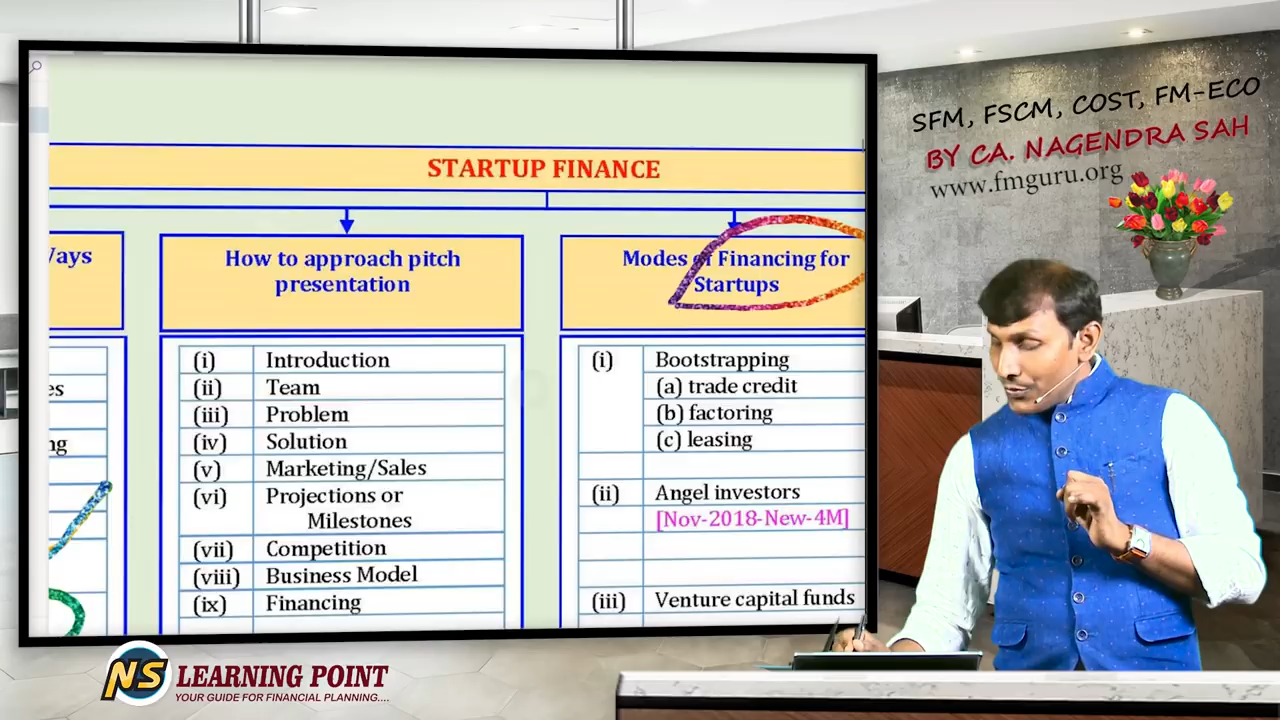 SFM, FSCM, COST, FM-ECO
BY CA. NAGENDRA SAH
www.fmguru.org
STARTUP FINANCE
How to approach pitch
presentation
(i) Introduction
(ii) Team
(iii) Problem
(iv) Solution
(v) Marketing/Sales
(vi) Projections or
Milestones
(vii) Competition
(viii) Business Model
(ix) Financing
Modes of Financing for
Startups
(i) Bootstrapping
(a) trade credit
(b) factoring
(c) leasing
(ii) Angel investors
[Nov-2018-New-4M]
(iii) Venture capital funds
NS LEARNING POINT
YOUR GUIDE FOR FINANCIAL PLANNING....